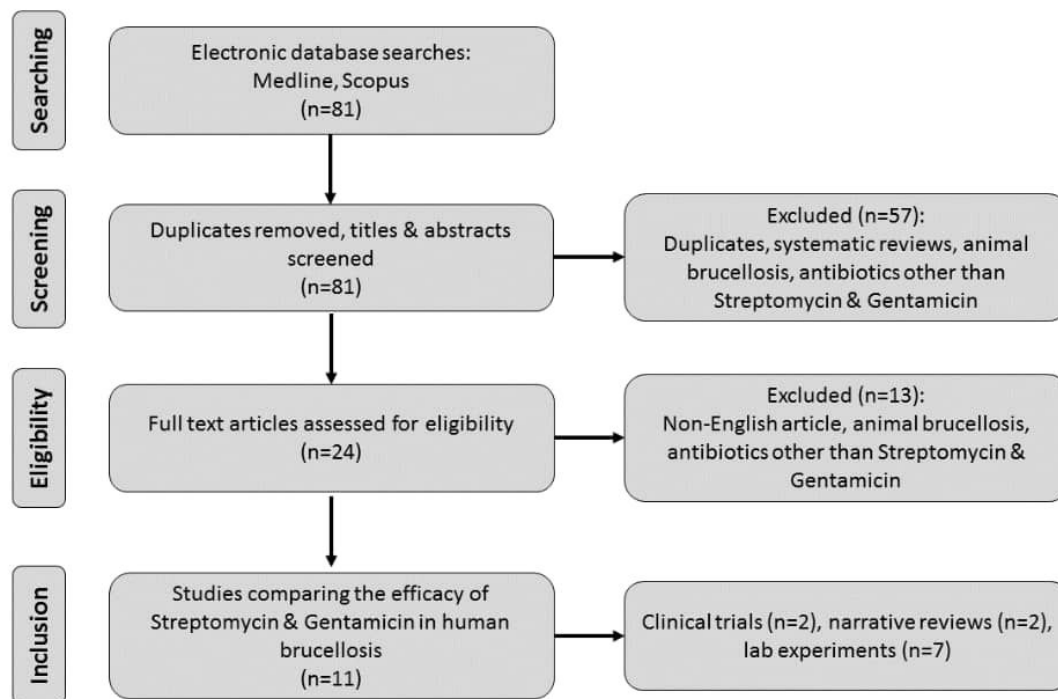 Searching
Electronic database searches:
Medline, Scopus
(n=81)
Screening
Duplicates removed, titles & abstracts
screened
(n=81)
Excluded (n=57):
Duplicates, systematic reviews, animal
brucellosis, antibiotics other than
Streptomycin & Gentamicin
Eligibility
Full text articles assessed for eligibility
(n=24)
Excluded (n=13):
Non-English article, animal brucellosis,
antibiotics other than Streptomycin &
Gentamicin
Inclusion
Studies comparing the efficacy of
Streptomycin & Gentamicin in human
brucellosis
(n=11)
Clinical trials (n=2), narrative reviews (n=2),
lab experiments (n=7)